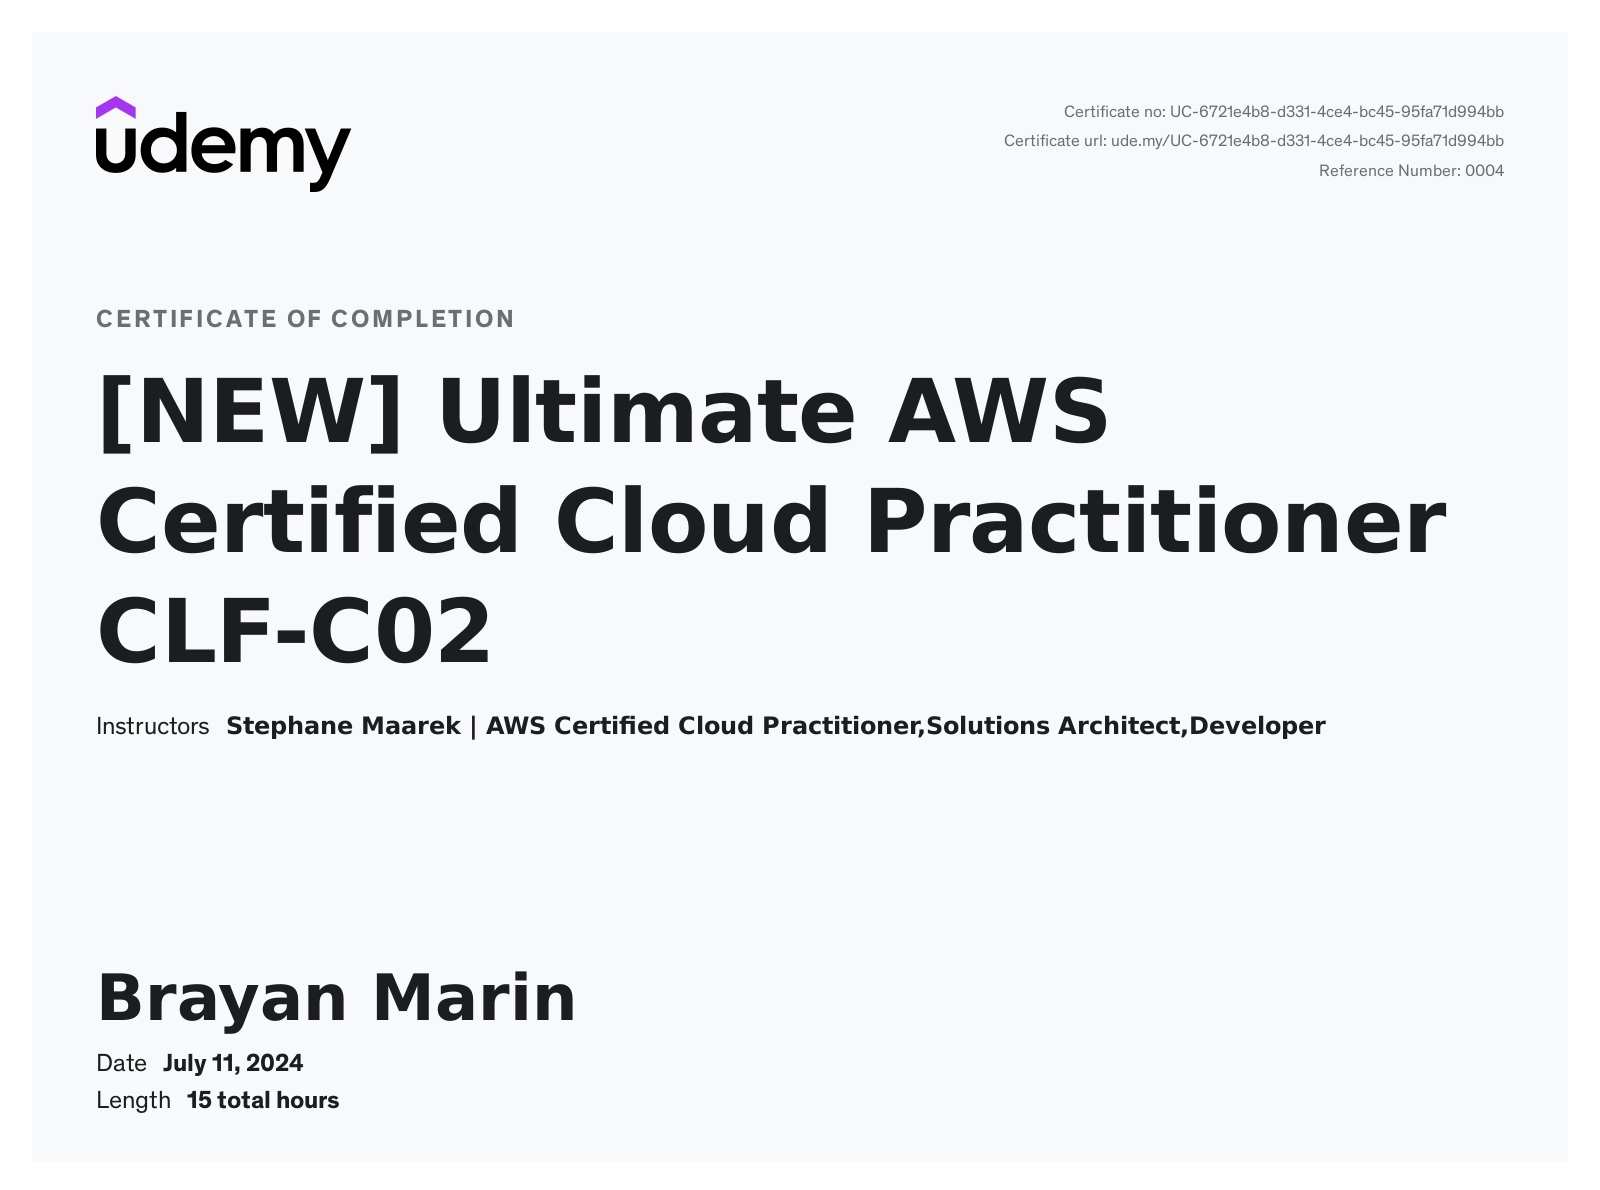 udemy
Certificate no: UC-6721e4b8-d331-4ce4-bc45-95fa71d994bb
Certificate url: ude.my/UC-6721e4b8-d331-4ce4-bc45-95fa71d994bb
Reference Number: 0004
CERTIFICATE OF COMPLETION
[NEW] Ultimate AWS
Certified Cloud Practitioner
CLF-C02
Instructors Stephane Maarek | AWS Certified Cloud Practitioner,Solutions Architect,Developer
Brayan Marin
Date July 11, 2024
Length 15 total hours